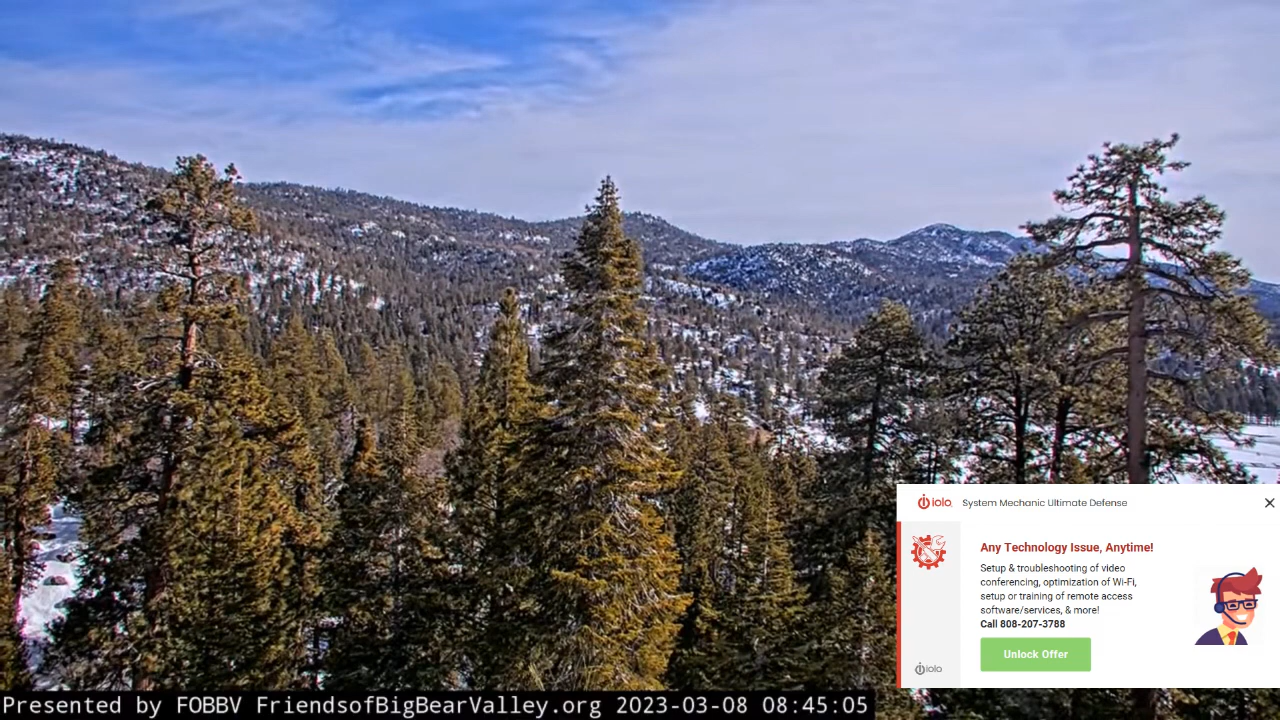 iolo System Mechanic Ultimate Defense
Any Technology Issue, Anytime!
Setup & troubleshooting of video
conferencing, optimization of Wi-Fi,
setup or training of remote access
software/services, & more!
Call 808-207-3788
Unlock Offer
iolo
Presented by FOBBV FriendsofBigBearValley.org 2023-03-08 08:45:05